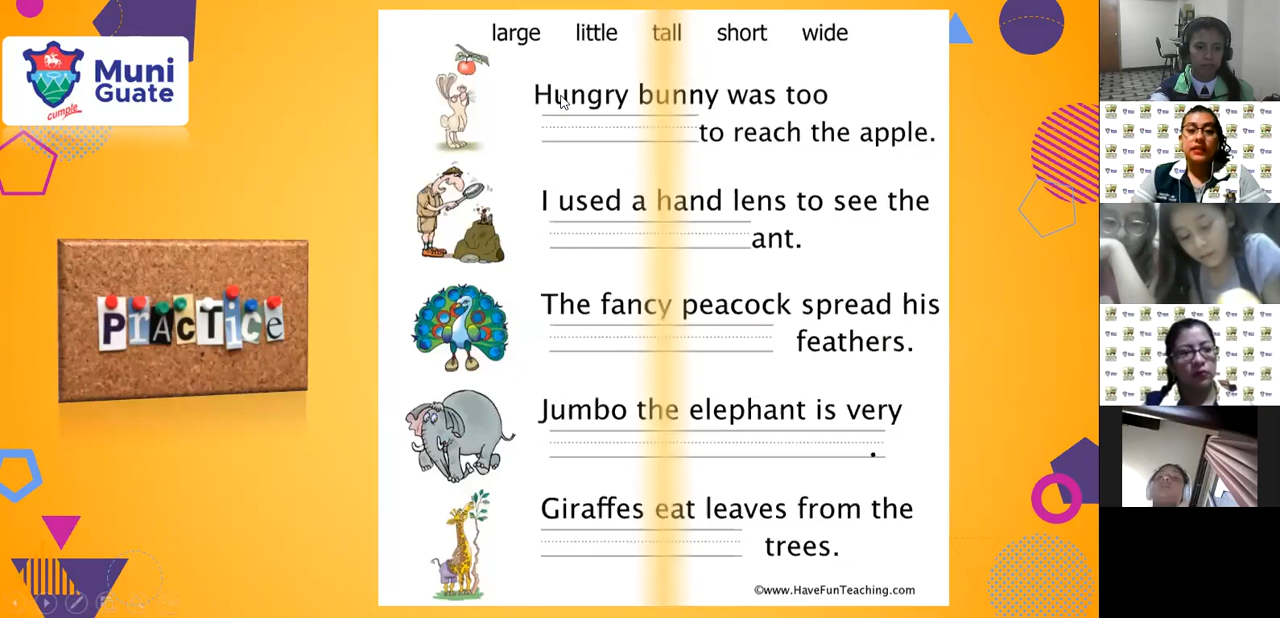 Muni
Guate
cumple
PrAcTice
large little tall short wide
Hungry bunny was too
to reach the apple.
I used a hand lens to see the
ant.
The fancy peacock spread his
feathers.
Jumbo the elephant is very
.
Giraffes eat leaves from the
trees.
©www.HaveFunTeaching.com